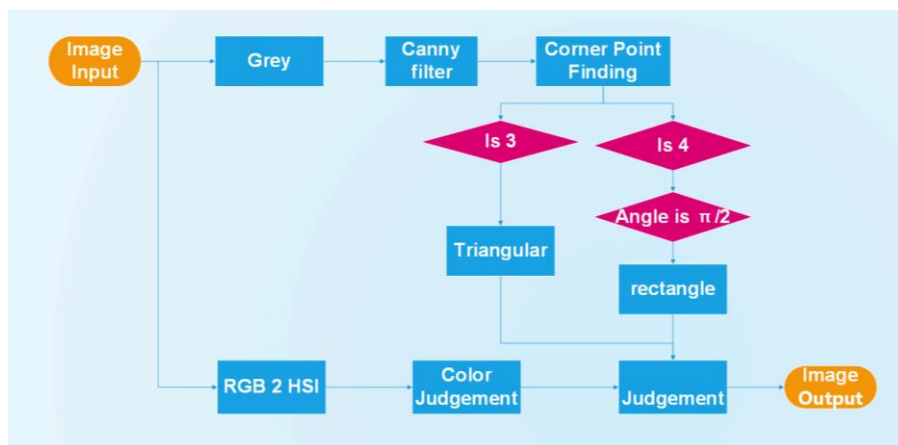 Image
Input
Grey
Canny
filter
Corner Point
Finding
Is 3
Is 4
Angle is π/2
Triangular
rectangle
RGB 2 HSI
Color
Judgement
Judgement
Image
Output